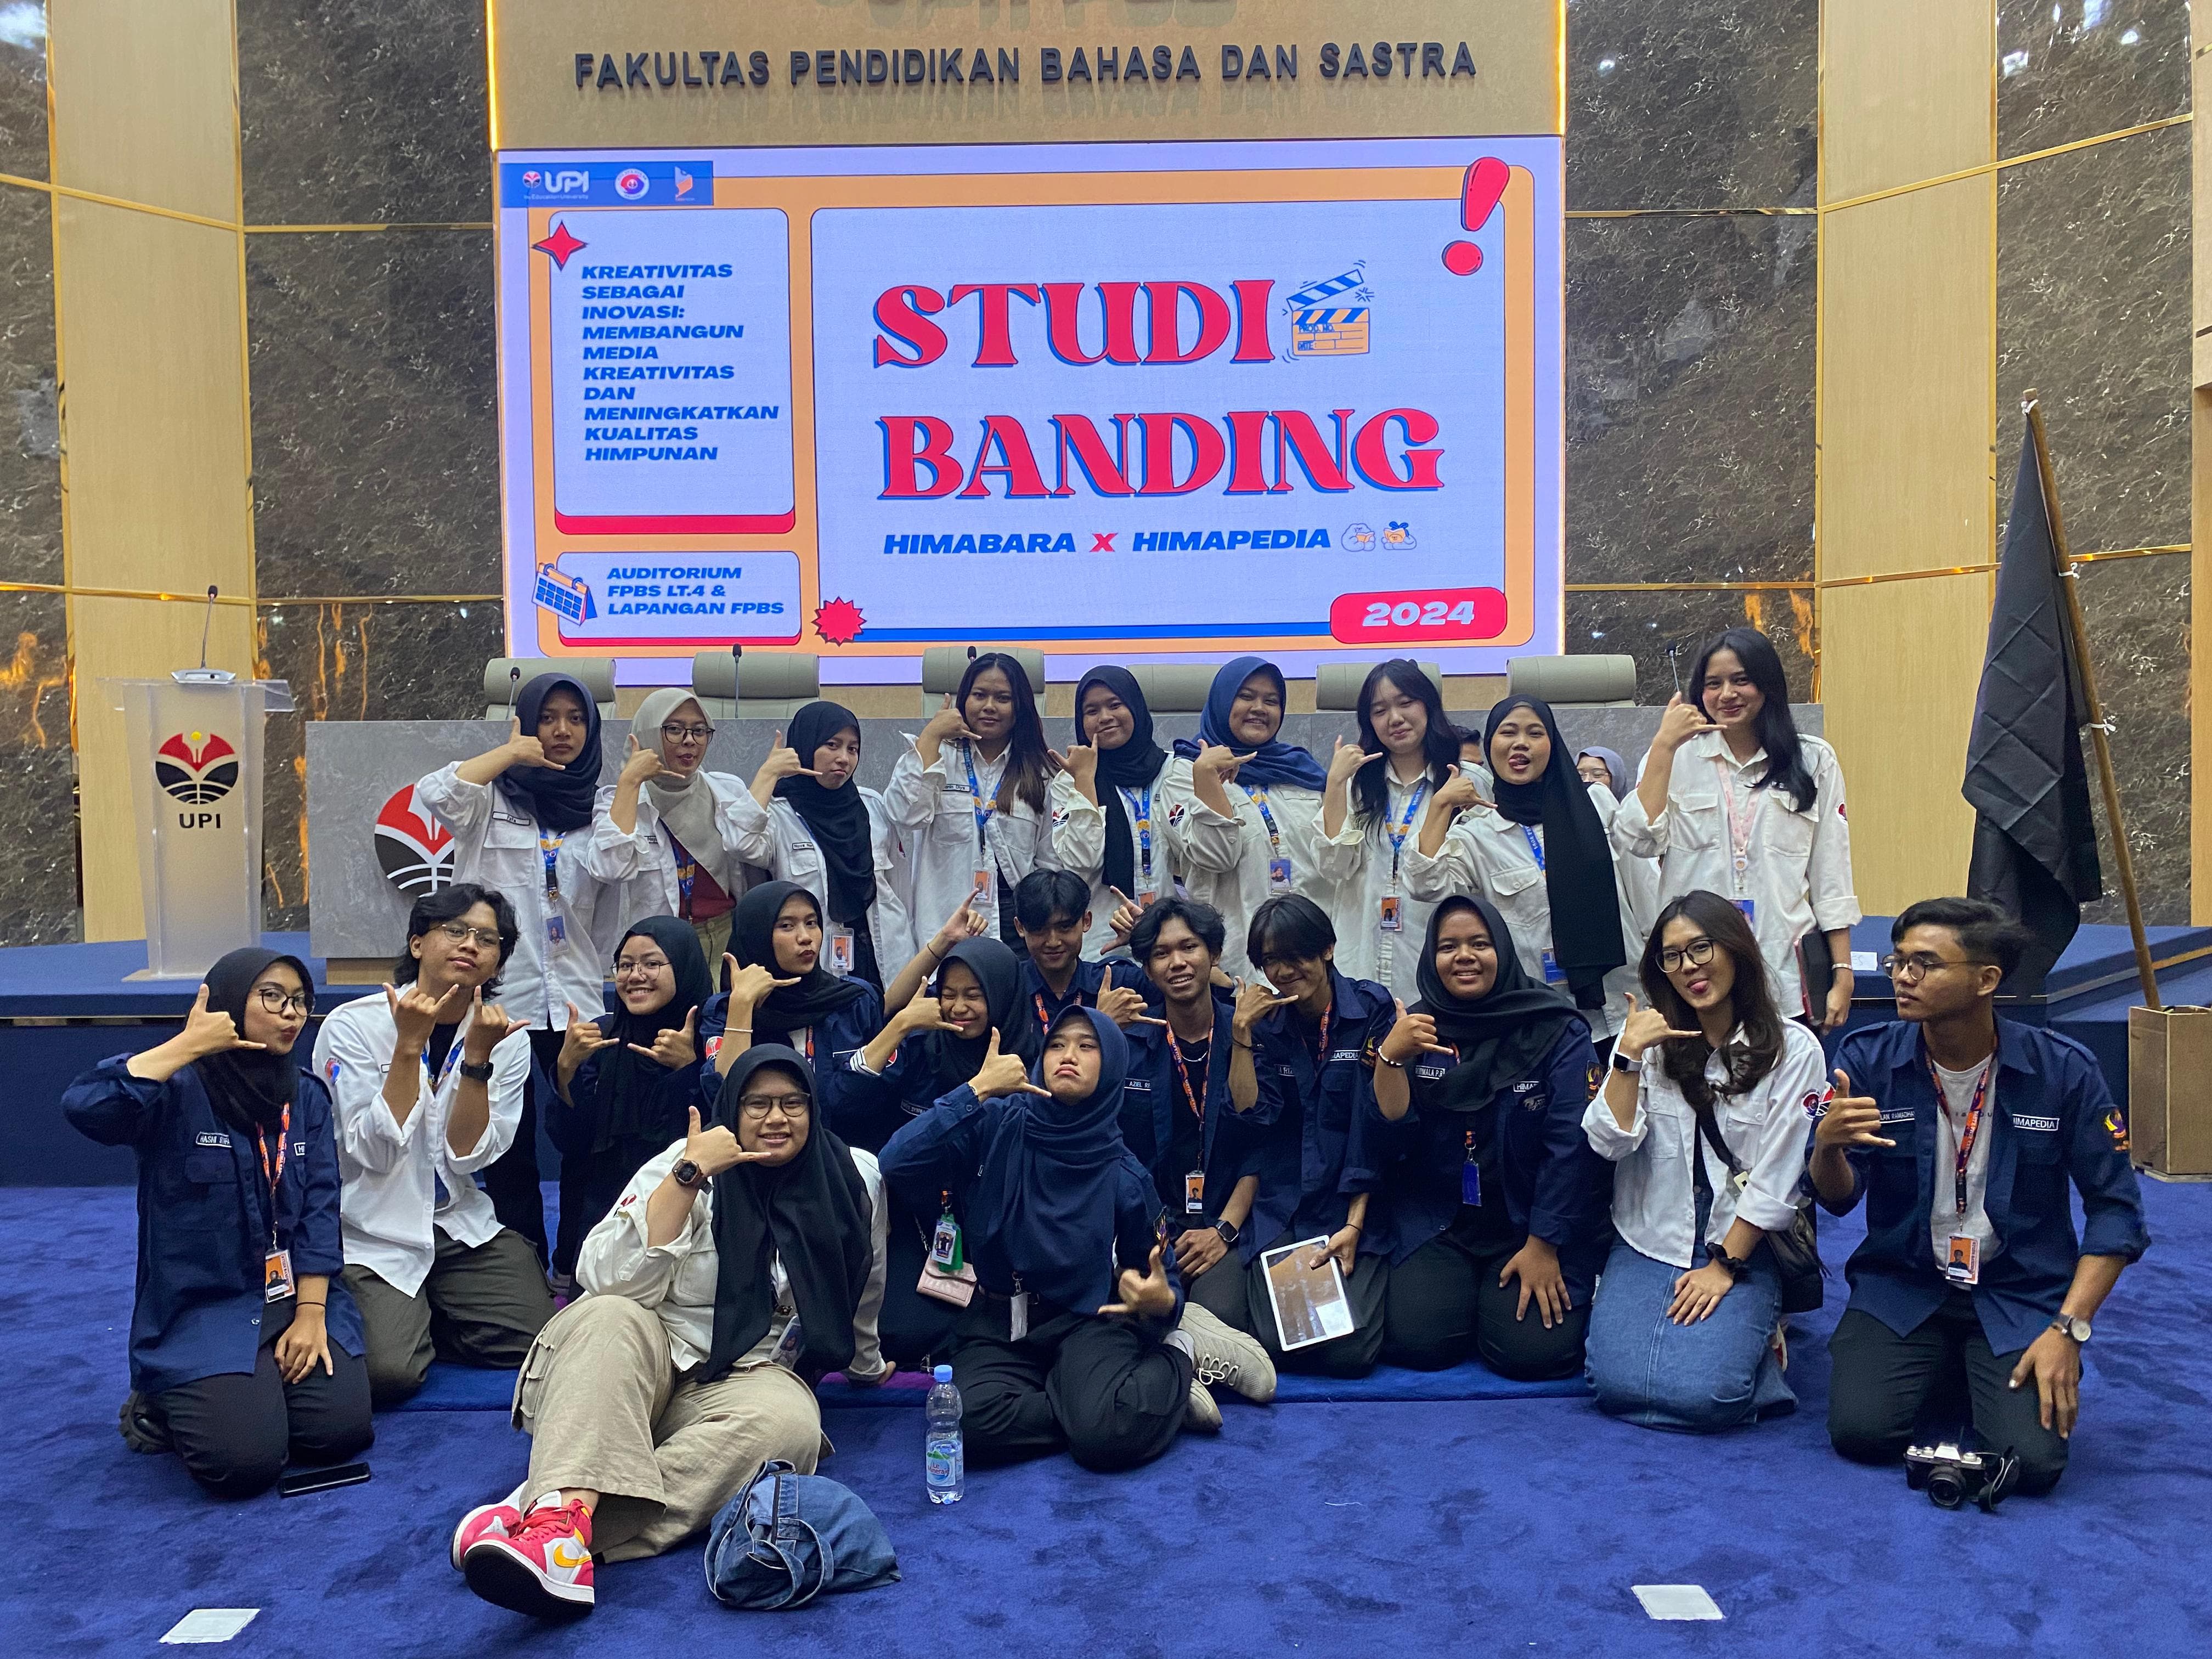 FAKULTAS PENDIDIKAN BAHASA DAN SASTRA
UPI
KREATIVITAS
SEBAGAI
INOVASI:
MEMBANGUN
MEDIA
KREATIVITAS
DAN
MENINGKATKAN
KUALITAS
HIMPUNAN
AUDITORIUM
FPBS LT.4 &
LAPANGAN FPBS
STUDI
BANDING
HIMABARA X HIMAPEDIA
2024
UPI
HIMAPEDIA